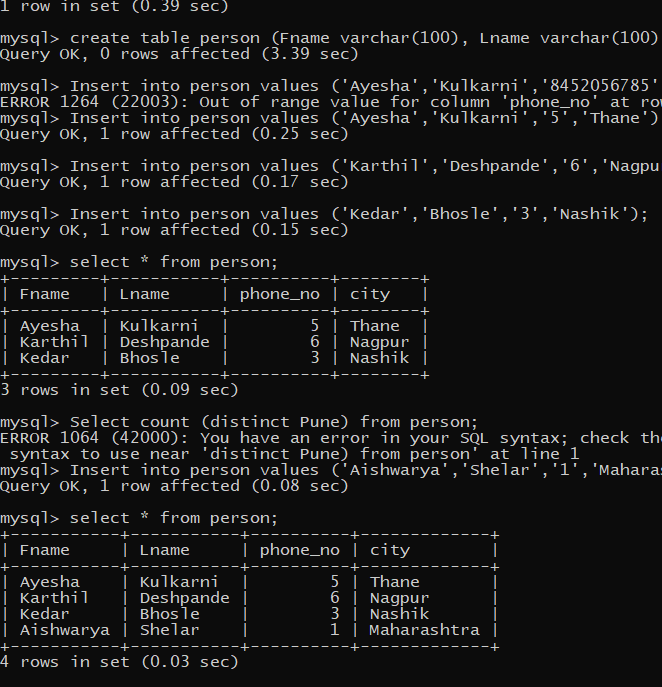 1 row in set (0.39 sec)
mysql> create table person (Fname varchar(100), Lname varchar(100)
Query OK, 0 rows affected (3.39 sec)
mysql> Insert into person values ('Ayesha','Kulkarni','8452056785'
ERROR 1264 (22003): Out of range value for column 'phone_no' at row
mysql> Insert into person values ('Ayesha','Kulkarni','5','Thane')
Query OK, 1 row affected (0.25 sec)
mysql> Insert into person values ('Karthil','Deshpande','6','Nagpu
Query OK, 1 row affected (0.17 sec)
mysql> Insert into person values ('Kedar','Bhosle','3','Nashik');
Query OK, 1 row affected (0.15 sec)
mysql> select * from person;
+---------+-----------+----------+--------+
| Fname   | Lname     | phone_no | city   |
+---------+-----------+----------+--------+
| Ayesha  | Kulkarni  |        5 | Thane  |
| Karthil | Deshpande |        6 | Nagpur |
| Kedar   | Bhosle    |        3 | Nashik |
+---------+-----------+----------+--------+
3 rows in set (0.09 sec)
mysql> Select count (distinct Pune) from person;
ERROR 1064 (42000): You have an error in your SQL syntax; check the
 syntax to use near 'distinct Pune) from person' at line 1
mysql> Insert into person values ('Aishwarya','Shelar','1','Maharas
Query OK, 1 row affected (0.08 sec)
mysql> select * from person;
+-----------+-----------+----------+-------------+
| Fname     | Lname     | phone_no | city        |
+-----------+-----------+----------+-------------+
| Ayesha    | Kulkarni  |        5 | Thane       |
| Karthil   | Deshpande |        6 | Nagpur      |
| Kedar     | Bhosle    |        3 | Nashik      |
| Aishwarya | Shelar    |        1 | Maharashtra |
+-----------+-----------+----------+-------------+
4 rows in set (0.03 sec)